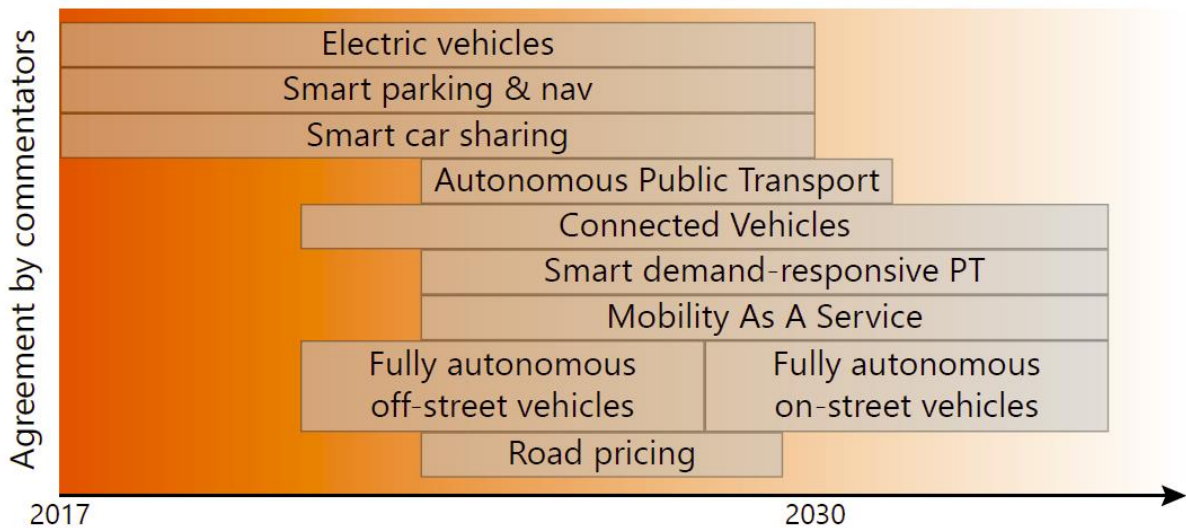 Agreement by commentators
Electric vehicles
Smart parking & nav
Smart car sharing
Autonomous Public Transport
Connected Vehicles
Smart demand-responsive PT
Mobility As A Service
Fully autonomous
off-street vehicles
Fully autonomous
on-street vehicles
Road pricing
2017
2030